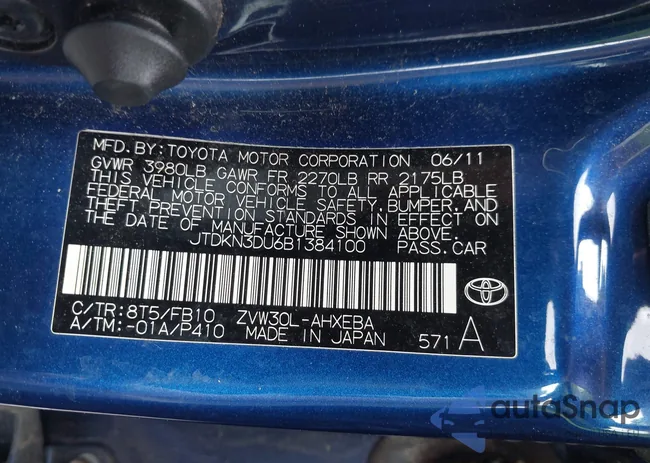 MFD. BY: TOYOTA MOTOR CORPORATION 06/11
GVWR 3980LB GAWR FR 2270LB RR 2175LB
THIS VEHICLE CONFORMS TO ALL APPLICABLE
FEDERAL MOTOR VEHICLE SAFETY, BUMPER, AND
THEFT PREVENTION STANDARDS IN EFFECT ON
THE DATE OF MANUFACTURE SHOWN ABOVE.
JTDKN3DU6B1384100 PASS. CAR
C/TR: 8T5/FB10 ZVW30L-AHXEBA
A/TM: -01A/P410 MADE IN JAPAN 571 A
autoSnap